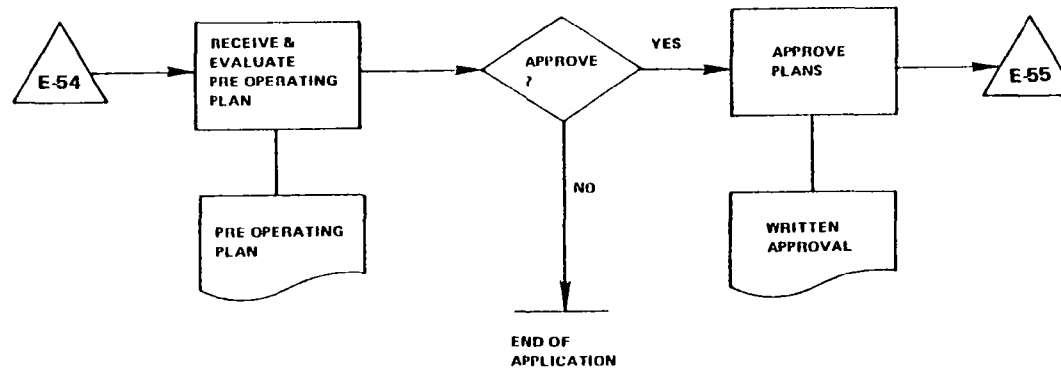 E-54
RECEIVE &
EVALUATE
PRE OPERATING
PLAN
APPROVE
?
YES
APPROVE
PLANS
E-55
NO
PRE OPERATING
PLAN
WRITTEN
APPROVAL
END OF
APPLICATION